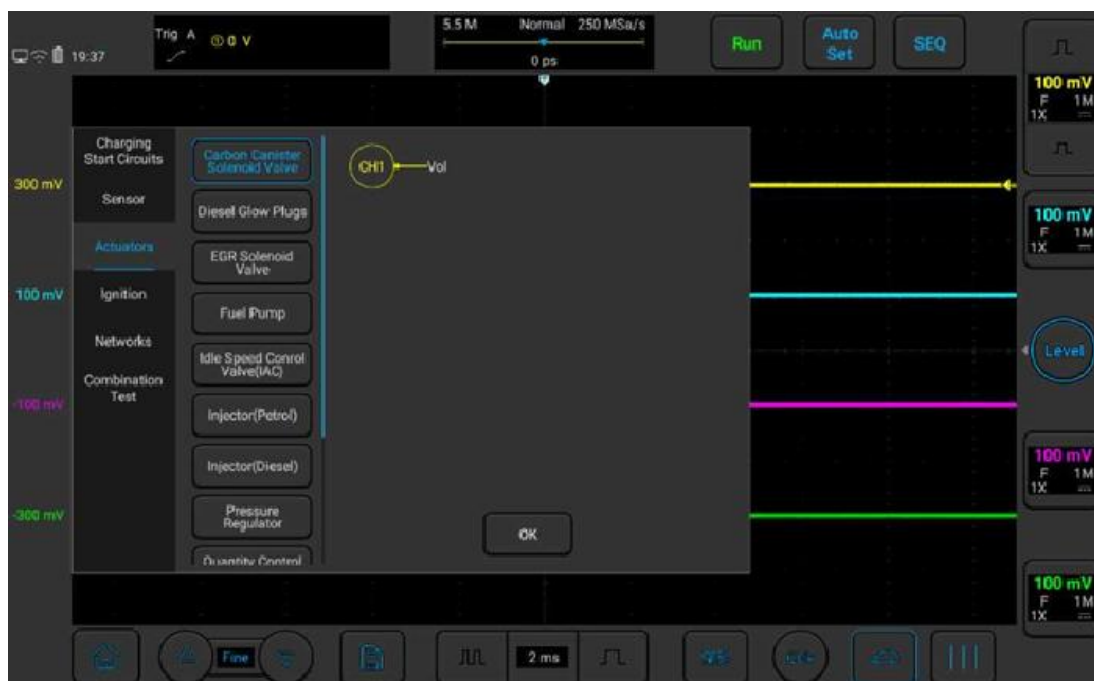 19:37
Trig A ① 0 V
5.5 M Normal 250 MSa/s
0 ps
Run
Auto
Set
SEQ
100 mV
F 1M
1X
100 mV
F 1M
1X
Level
100 mV
F 1M
1X
100 mV
F 1M
1X
300 mV
100 mV
-100 mV
-300 mV
Charging
Start Circuits
Sensor
Actuators
Ignition
Networks
Combination
Test
Carbon Canister
Solenoid Valve
Diesel Glow Plugs
EGR Solenoid
Valve
Fuel Pump
Idle Speed Conrol
Valve(IAC)
Injector(Petrol)
Injector(Diesel)
Pressure
Regulator
Quantity Control
CH1
Vol
OK
Fine
2 ms